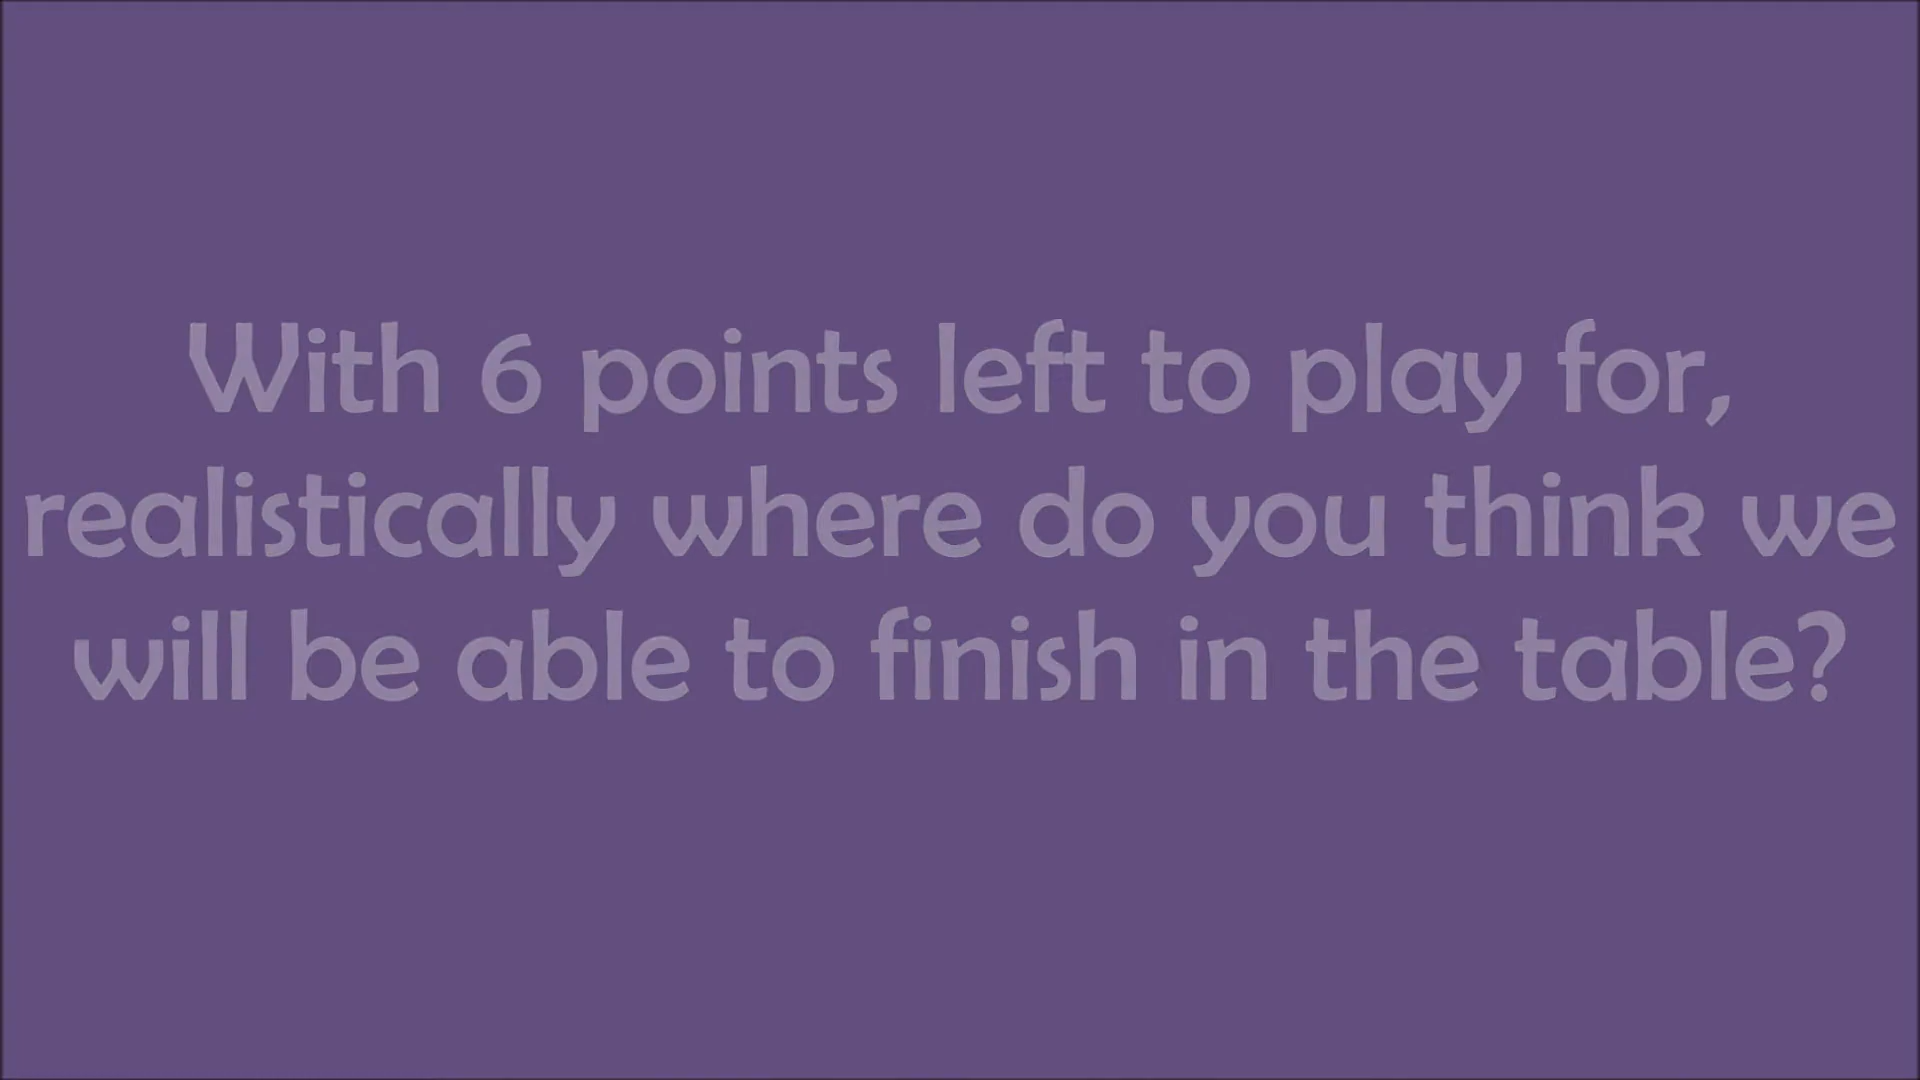 With 6 points left to play for,
realistically where do you think we
will be able to finish in the table?